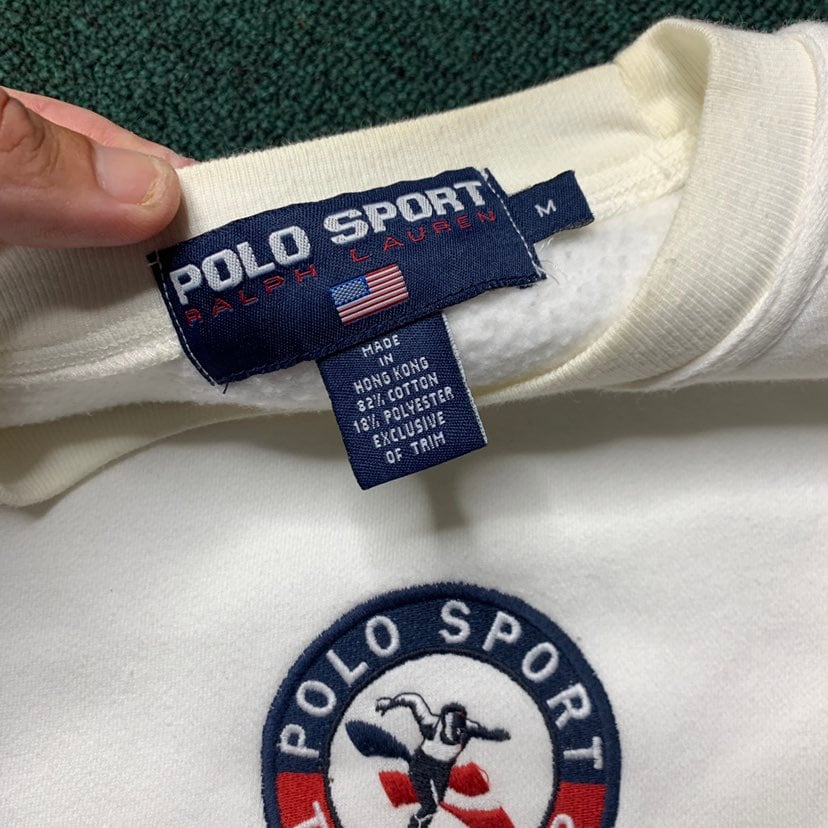 POLO SPORT
RALPH LAUREN
M
MADE
IN
HONG KONG
82% COTTON
18% POLYESTER
EXCLUSIVE
OF TRIM
POLO SPORT